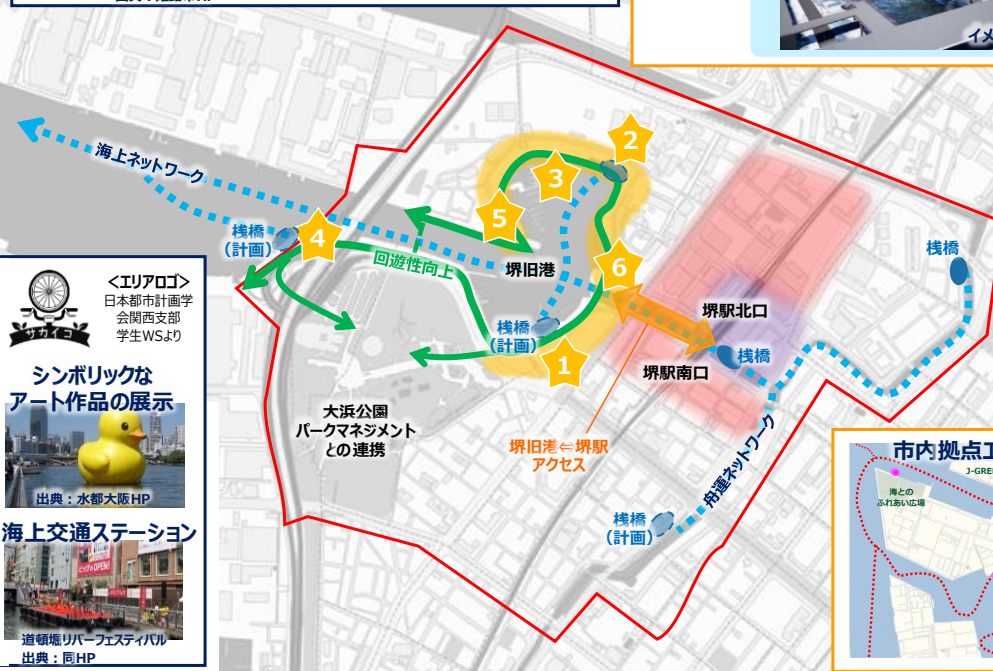 イメ
海上ネットワーク
2
3
5
4
6
1
桟橋
（計画）
回遊性向上
堺旧港
桟橋
（計画）
桟橋
堺駅北口
桟橋
堺駅南口
大浜公園
パークマネジメント
との連携
堺旧港⇔堺駅
アクセス
舟運ネットワーク
桟橋
（計画）
<エリアロゴ>
日本都市計画学
会関西支部
学生WSより
サカイコ
シンボリックな
アート作品の展示
出典：水都大阪HP
海上交通ステーション
道頓堀リバーフェスティバル
出典：同HP
市内拠点エ
J-GREE
海との
ふれあい広場